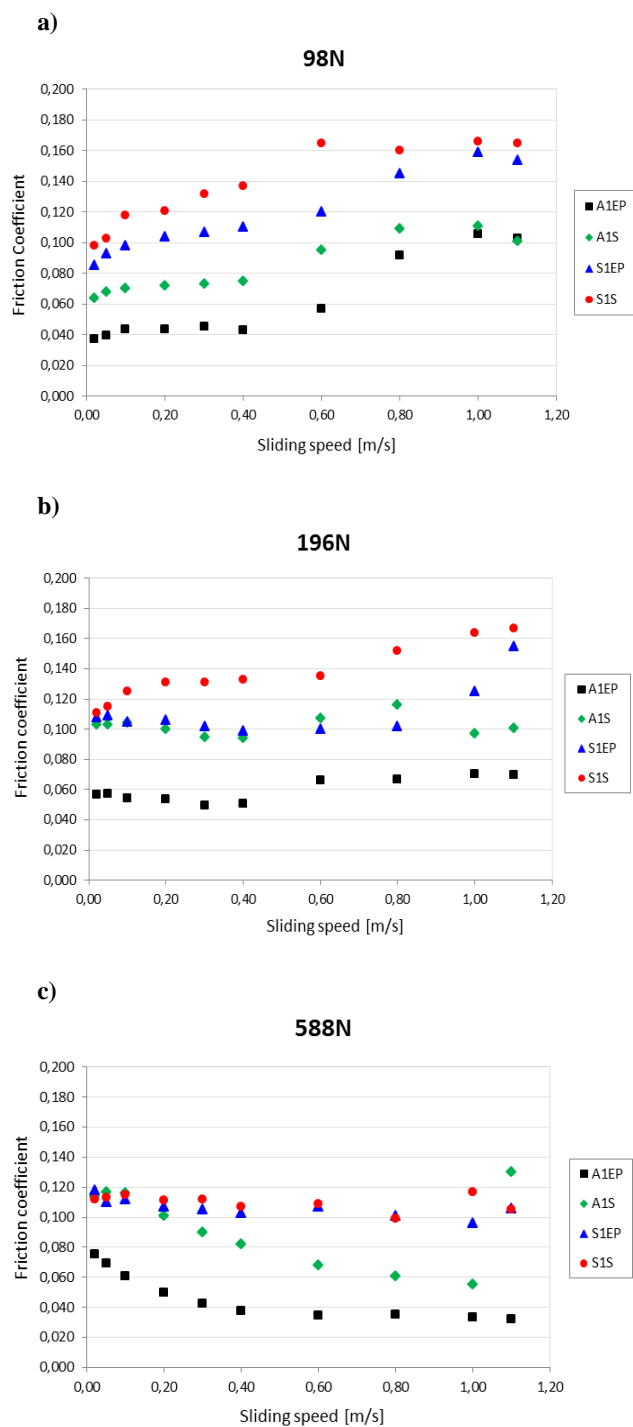 a)
98N
Friction Coefficient
0,200
0,180
0,160
0,140
0,120
0,100
0,080
0,060
0,040
0,020
0,000
0,00 0,20 0,40 0,60 0,80 1,00 1,20
Sliding speed [m/s]
A1EP
A1S
S1EP
S1S
b)
196N
Friction coefficient
0,200
0,180
0,160
0,140
0,120
0,100
0,080
0,060
0,040
0,020
0,000
0,00 0,20 0,40 0,60 0,80 1,00 1,20
Sliding speed [m/s]
A1EP
A1S
S1EP
S1S
c)
588N
Friction coefficient
0,200
0,180
0,160
0,140
0,120
0,100
0,080
0,060
0,040
0,020
0,000
0,00 0,20 0,40 0,60 0,80 1,00 1,20
Sliding speed [m/s]
A1EP
A1S
S1EP
S1S